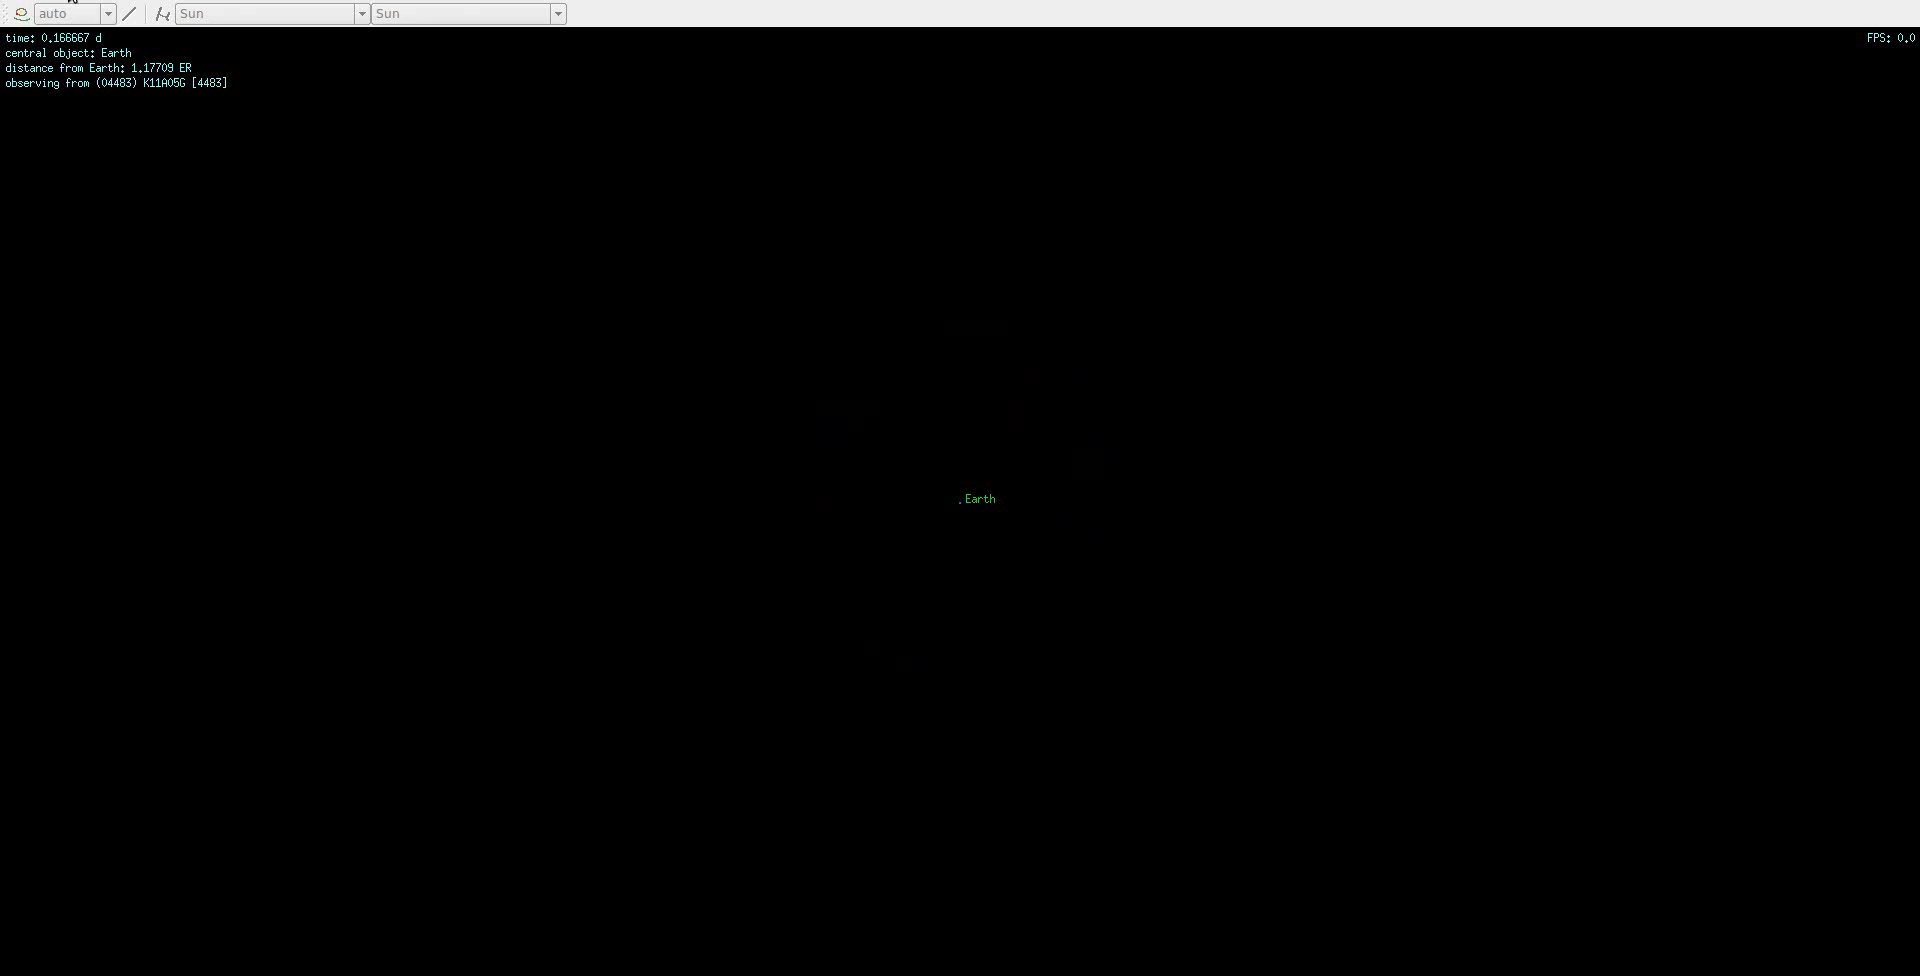 auto Sun Sun
time: 0.166667 d
FPS: 0.0
central object: Earth
distance from Earth: 1.17709 ER
observing from (04483) K11A05G [4483]
Earth